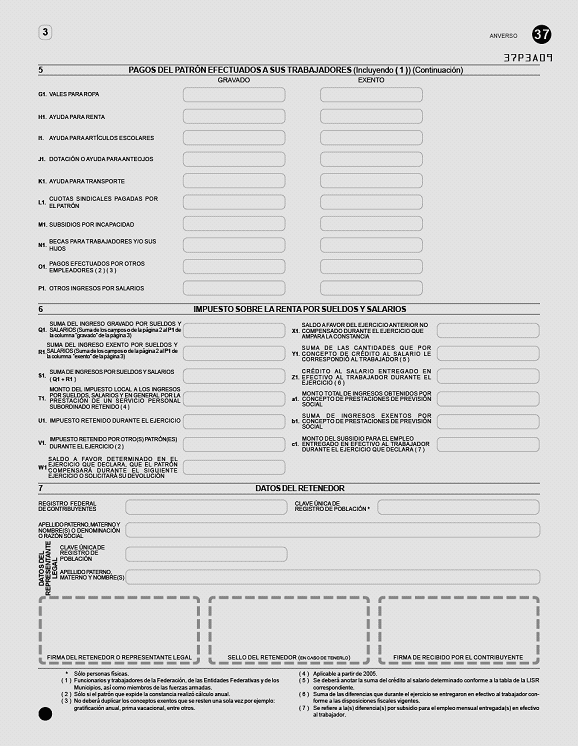 3
ANVERSO 37
37P3A09
5 PAGOS DEL PATRÓN EFECTUADOS A SUS TRABAJADORES (Incluyendo ( 1 )) (Continuación)
GRAVADO EXENTO
G1. VALES PARA ROPA
H1. AYUDA PARA RENTA
I1. AYUDA PARA ARTÍCULOS ESCOLARES
J1. DOTACIÓN O AYUDA PARA ANTEOJOS
K1. AYUDA PARA TRANSPORTE
L1. CUOTAS SINDICALES PAGADAS POR
EL PATRÓN
M1. SUBSIDIOS POR INCAPACIDAD
N1. BECAS PARA TRABAJADORES Y/O SUS
HIJOS
O1. PAGOS EFECTUADOS POR OTROS
EMPLEADORES ( 2 ) ( 3 )
P1. OTROS INGRESOS POR SALARIOS
6 IMPUESTO SOBRE LA RENTA POR SUELDOS Y SALARIOS
Q1. SUMA DEL INGRESO GRAVADO POR SUELDOS Y
SALARIOS (Suma de los campos o de la página 2 al P1 de
la columna "gravado" de la página 3)
R1. SUMA DEL INGRESO EXENTO POR SUELDOS Y
SALARIOS (Suma de los campos o de la página 2 al P1 de
la columna "exento" de la página 3)
S1. SUMA DE INGRESOS POR SUELDOS Y SALARIOS
( Q1 + R1 )
T1. MONTO DEL IMPUESTO LOCAL A LOS INGRESOS
POR SUELDOS, SALARIOS Y EN GENERAL POR LA
PRESTACIÓN DE UN SERVICIO PERSONAL
SUBORDINADO RETENIDO ( 4 )
U1. IMPUESTO RETENIDO DURANTE EL EJERCICIO
V1. IMPUESTO RETENIDO POR OTRO(S) PATRÓN(ES)
DURANTE EL EJERCICIO ( 2 )
W1. SALDO A FAVOR DETERMINADO EN EL
EJERCICIO QUE DECLARA, QUE EL PATRÓN
COMPENSARÁ DURANTE EL SIGUIENTE
EJERCICIO O SOLICITARÁ SU DEVOLUCIÓN
X1. SALDO A FAVOR DEL EJERCICIO ANTERIOR NO
COMPENSADO DURANTE EL EJERCICIO QUE
AMPARA LA CONSTANCIA
Y1. SUMA DE LAS CANTIDADES QUE POR
CONCEPTO DE CRÉDITO AL SALARIO LE
CORRESPONDIÓ AL TRABAJADOR ( 5 )
Z1. CRÉDITO AL SALARIO ENTREGADO EN
EFECTIVO AL TRABAJADOR DURANTE EL
EJERCICIO ( 6 )
a1. MONTO TOTAL DE INGRESOS OBTENIDOS POR
CONCEPTO DE PRESTACIONES DE PREVISIÓN
SOCIAL
b1. SUMA DE INGRESOS EXENTOS POR
CONCEPTO DE PRESTACIONES DE PREVISIÓN
SOCIAL
c1. MONTO DEL SUBSIDIO PARA EL EMPLEO
ENTREGADO EN EFECTIVO AL TRABAJADOR
DURANTE EL EJERCICIO QUE DECLARA ( 7 )
7 DATOS DEL RETENEDOR
REGISTRO FEDERAL
DE CONTRIBUYENTES
CLAVE ÚNICA DE
REGISTRO DE POBLACIÓN *
APELLIDO PATERNO, MATERNO Y
NOMBRE(S) O DENOMINACIÓN
O RAZÓN SOCIAL
DATOS DEL
REPRESENTANTE
LEGAL
CLAVE ÚNICA DE
REGISTRO DE
POBLACIÓN
APELLIDO PATERNO,
MATERNO Y NOMBRE(S)
FIRMA DEL RETENEDOR O REPRESENTANTE LEGAL
SELLO DEL RETENEDOR (EN CASO DE TENERLO)
FIRMA DE RECIBIDO POR EL CONTRIBUYENTE
* Sólo personas físicas.
( 1 ) Funcionarios y trabajadores de la Federación, de las Entidades Federativas y de los
Municipios, así como miembros de las fuerzas armadas.
( 2 ) Sólo si el patrón que expide la constancia realizó cálculo anual.
( 3 ) No deberá duplicar los conceptos exentos que se resten una sola vez por ejemplo:
gratificación anual, prima vacacional, entre otros.
( 4 ) Aplicable a partir de 2005.
( 5 ) Se deberá anotar la suma del crédito al salario determinado conforme a la tabla de la LISR
correspondiente.
( 6 ) Suma de las diferencias que durante el ejercicio se entregaron en efectivo al trabajador con-
forme a las disposiciones fiscales vigentes.
( 7 ) Se refiere a la(s) diferencia(s) por subsidio para el empleo mensual entregada(s) en efectivo
al trabajador.